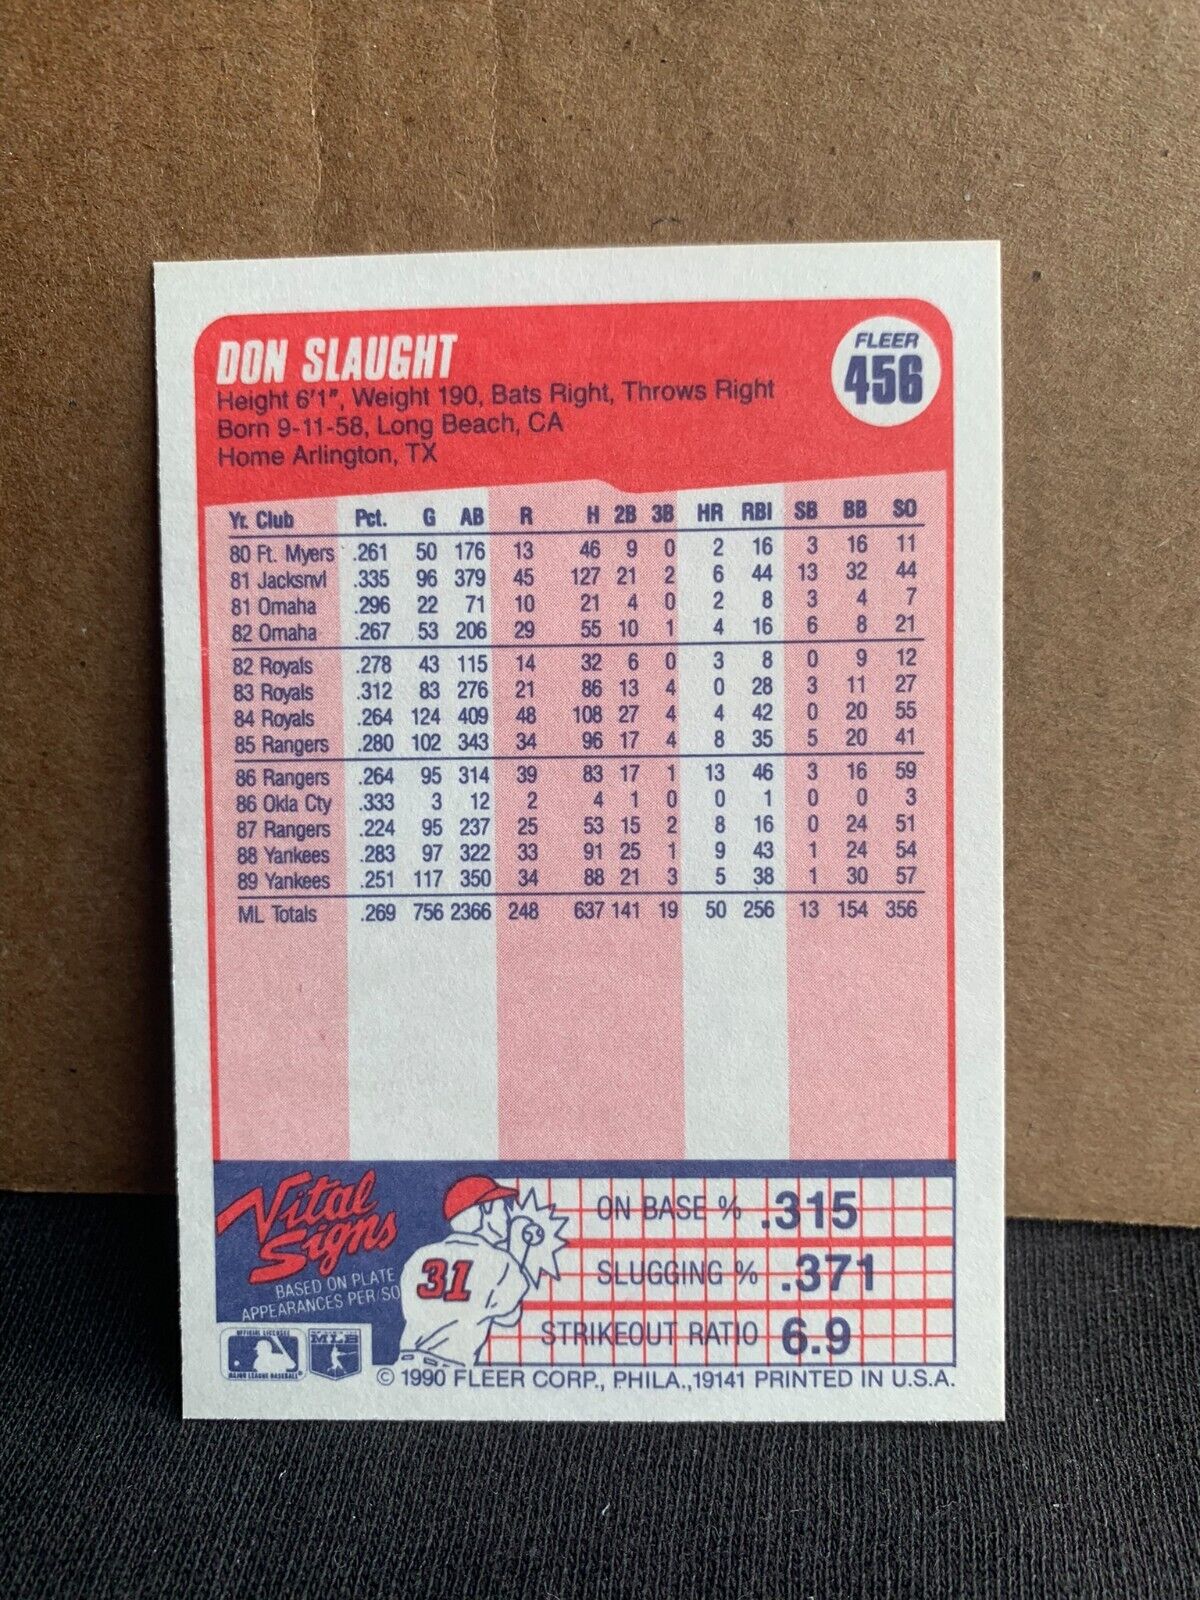 DON SLAUGHT
Height 6'1", Weight 190, Bats Right, Throws Right
Born 9-11-58, Long Beach, CA
Home Arlington, TX
FLEER
456
Yr. Club Pct. G AB R H 2B 3B HR RBI SB BB SO
80 Ft. Myers .261 50 176 13 46 9 0 2 16 3 16 11
81 Jacksnvl .335 96 379 45 127 21 2 6 44 13 32 44
81 Omaha .296 22 71 10 21 4 0 2 8 3 4 7
82 Omaha .267 53 206 29 55 10 1 4 16 6 8 21
82 Royals .278 43 115 14 32 6 0 3 8 0 9 12
83 Royals .312 83 276 21 86 13 4 0 28 3 11 27
84 Royals .264 124 409 48 108 27 4 4 42 0 20 55
85 Rangers .280 102 343 34 96 17 4 8 35 5 20 41
86 Rangers .264 95 314 39 83 17 1 13 46 3 16 59
86 Okla Cty .333 3 12 2 4 1 0 0 1 0 0 3
87 Rangers .224 95 237 25 53 15 2 8 16 0 24 51
88 Yankees .283 97 322 33 91 25 1 9 43 1 24 54
89 Yankees .251 117 350 34 88 21 3 5 38 1 30 57
ML Totals .269 756 2366 248 637 141 19 50 256 13 154 356
Vital
Signs
BASED ON PLATE
APPEARANCES PER/SO
31
ON BASE % .315
SLUGGING % .371
STRIKEOUT RATIO 6.9
OFFICIAL LICENSEE
MAJOR LEAGUE BASEBALL
MLB
© 1990 FLEER CORP., PHILA.,19141 PRINTED IN U.S.A.